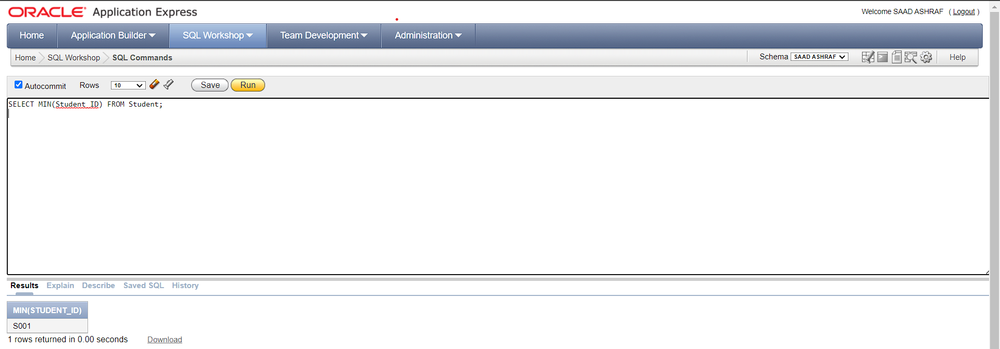 ORACLE Application Express
Welcome SAAD ASHRAF ( Logout )
Home Application Builder SQL Workshop Team Development Administration
Home SQL Workshop SQL Commands Schema SAAD ASHRAF Help
Autocommit Rows 10 Save Run
SELECT MIN(Student_ID) FROM Student;
Results Explain Describe Saved SQL History
MIN(STUDENT_ID)
S001
1 rows returned in 0.00 seconds Download